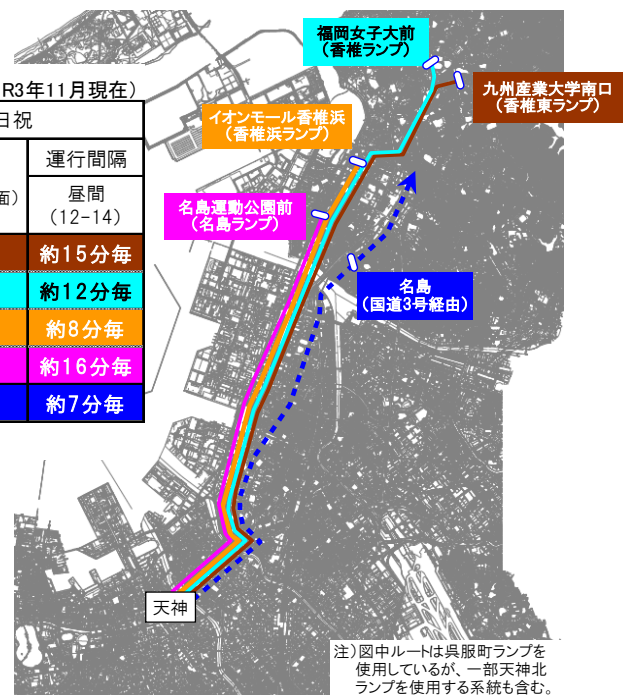 福岡女子大前
(香椎ランプ)
九州産業大学南口
(香椎東ランプ)
イオンモール香椎浜
(香椎浜ランプ)
名島運動公園前
(名島ランプ)
名島
(国道3号経由)
R3年11月現在)
日祝
運行間隔
面)
昼間
(12-14)
約15分毎
約12分毎
約8分毎
約16分毎
約7分毎
天神
注)図中ルートは呉服町ランプを
使用しているが、一部天神北
ランプを使用する系統も含む。